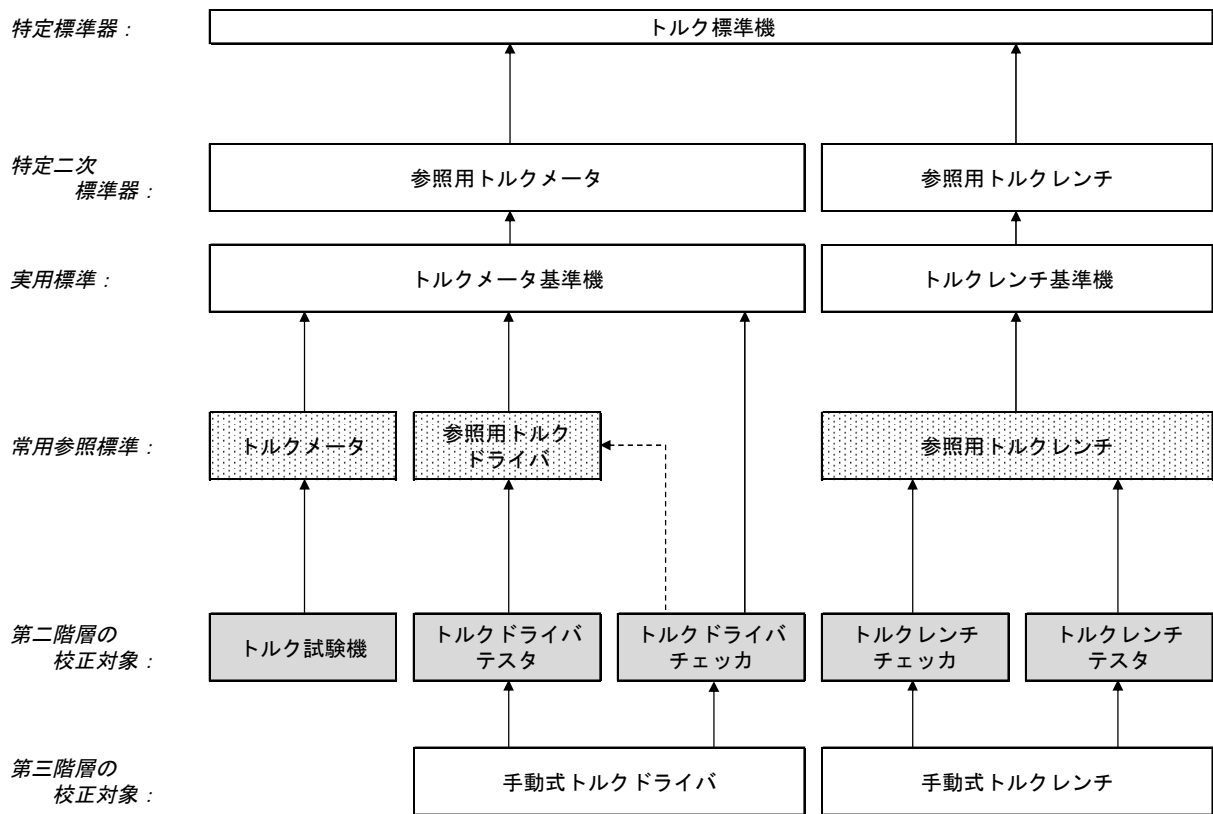 特定標準器：
トルク標準機
特定二次
標準器：
参照用トルクメータ
参照用トルクレンチ
実用標準：
トルクメータ基準機
トルクレンチ基準機
常用参照標準：
トルクメータ
参照用トルク
ドライバ
参照用トルクレンチ
第二階層の
校正対象：
トルク試験機
トルクドライバ
テスタ
トルクドライバ
チェッカ
トルクレンチ
チェッカ
トルクレンチ
テスタ
第三階層の
校正対象：
手動式トルクドライバ
手動式トルクレンチ